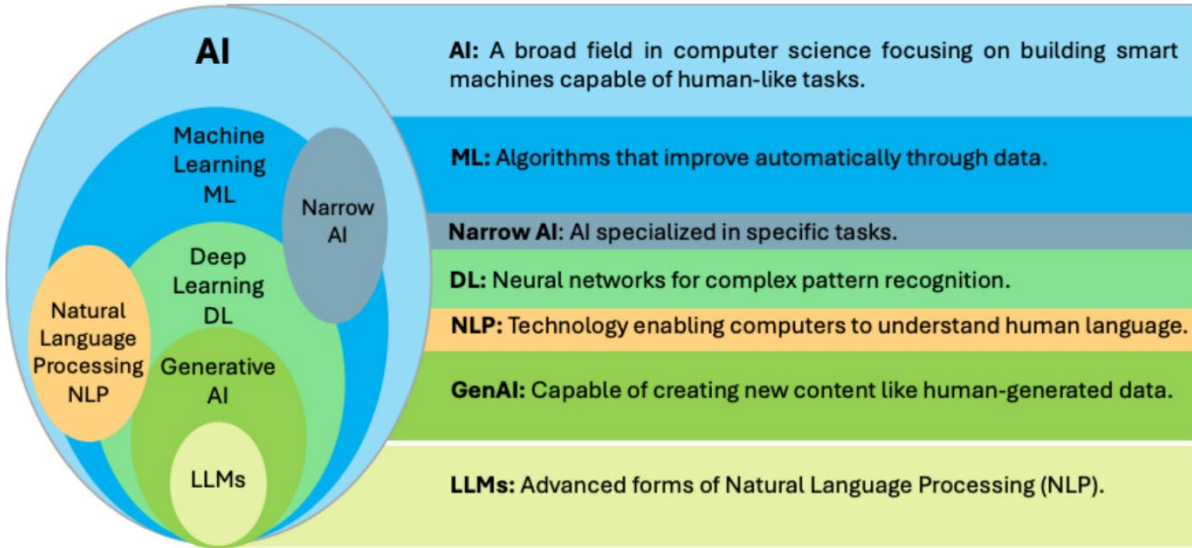 AI
Machine
Learning
ML
Narrow
AI
Deep
Learning
DL
Natural
Language
Processing
NLP
Generative
AI
LLMs
AI: A broad field in computer science focusing on building smart
machines capable of human-like tasks.
ML: Algorithms that improve automatically through data.
Narrow AI: AI specialized in specific tasks.
DL: Neural networks for complex pattern recognition.
NLP: Technology enabling computers to understand human language.
GenAI: Capable of creating new content like human-generated data.
LLMs: Advanced forms of Natural Language Processing (NLP).